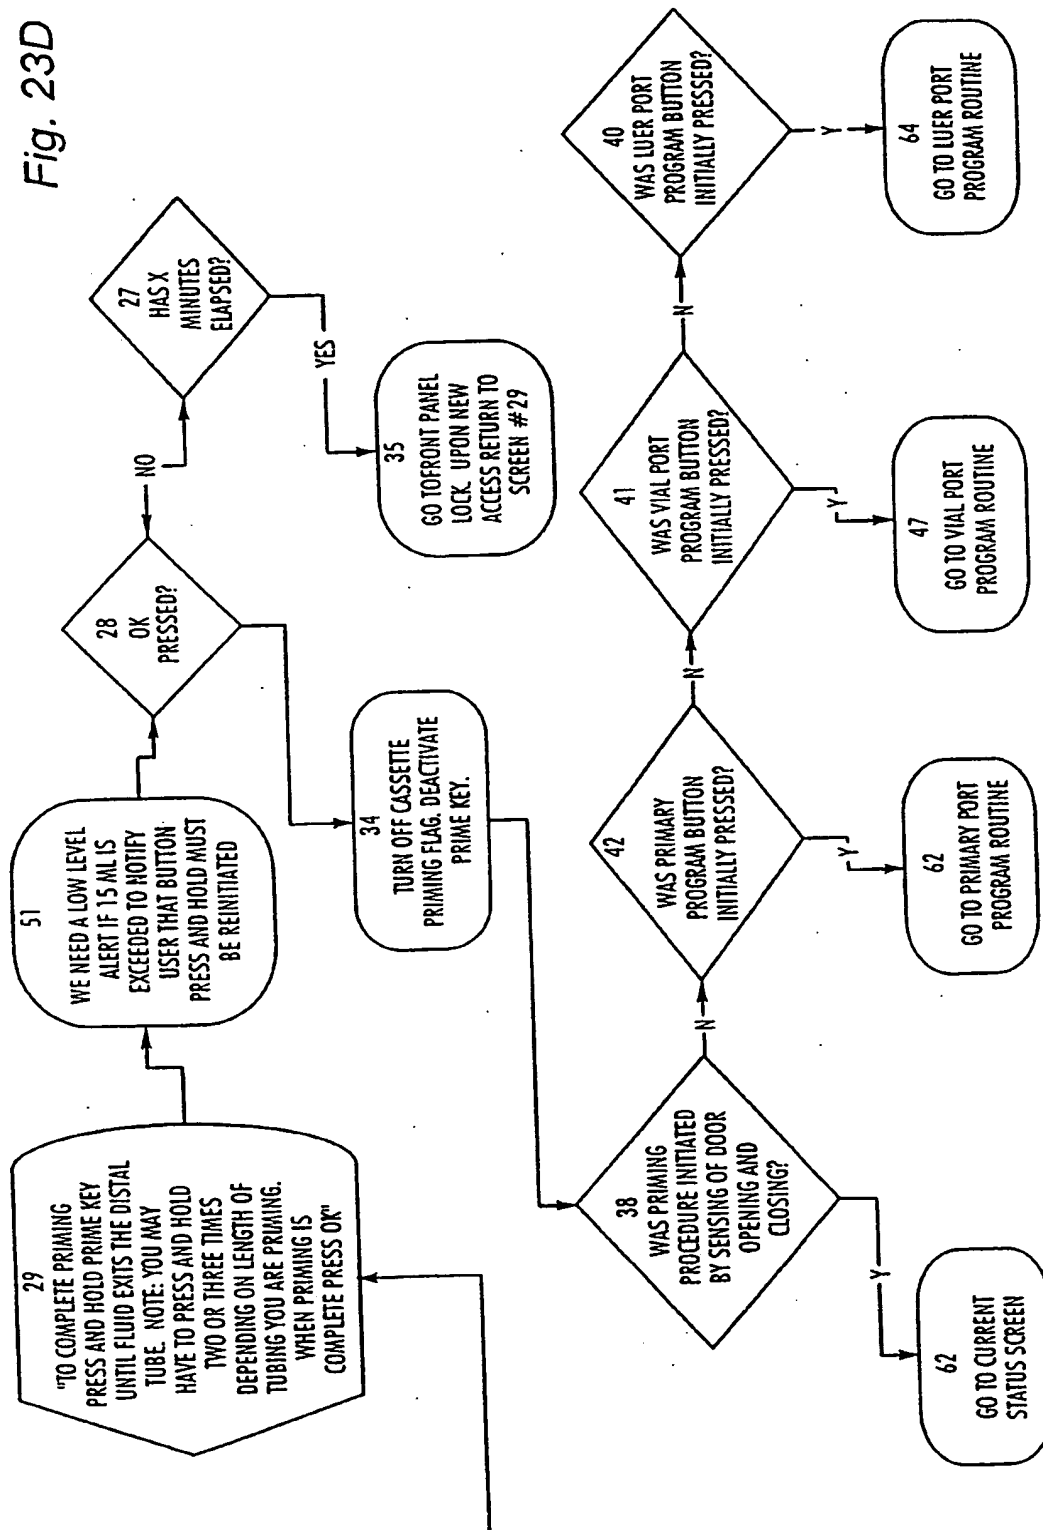 Fig. 23D
29
"TO COMPLETE PRIMING
PRESS AND HOLD PRIME KEY
UNTIL FLUID EXITS THE DISTAL
TUBE. NOTE: YOU MAY
HAVE TO PRESS AND HOLD
TWO OR THREE TIMES
DEPENDING ON LENGTH OF
TUBING YOU ARE PRIMING.
WHEN PRIMING IS
COMPLETE PRESS OK"
51
WE NEED A LOW LEVEL
ALERT IF 15 ML IS
EXCEEDED TO NOTIFY
USER THAT BUTTON
PRESS AND HOLD MUST
BE REINITIATED
28
OK
PRESSED?
NO
27
HAS X
MINUTES
ELAPSED?
YES
35
GO TOFRONT PANEL
LOCK. UPON NEW
ACCESS RETURN TO
SCREEN #29
34
TURN OFF CASSETTE
PRIMING FLAG. DEACTIVATE
PRIME KEY.
38
WAS PRIMING
PROCEDURE INITIATED
BY SENSING OF DOOR
OPENING AND
CLOSING?
N
Y
62
GO TO CURRENT
STATUS SCREEN
42
WAS PRIMARY
PROGRAM BUTTON
INITIALLY PRESSED?
N
Y
62
GO TO PRIMARY PORT
PROGRAM ROUTINE
41
WAS VIAL PORT
PROGRAM BUTTON
INITIALLY PRESSED?
N
Y
47
GO TO VIAL PORT
PROGRAM ROUTINE
40
WAS LUER PORT
PROGRAM BUTTON
INITIALLY PRESSED?
Y
64
GO TO LUER PORT
PROGRAM ROUTINE